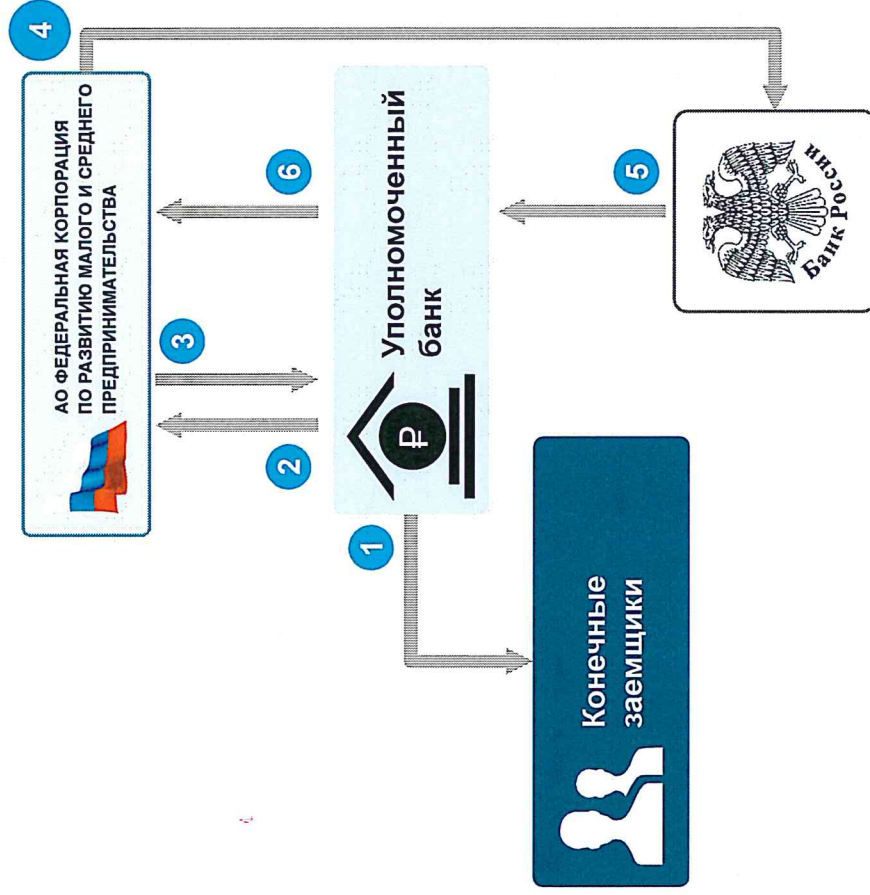 АО ФЕДЕРАЛЬНАЯ КОРПОРАЦИЯ
ПО РАЗВИТИЮ МАЛОГО И СРЕДНЕГО
ПРЕДПРИНИМАТЕЛЬСТВА
4
2
3
6
Уполномоченный
банк
1
5
Конечные
заемщики
Банк России